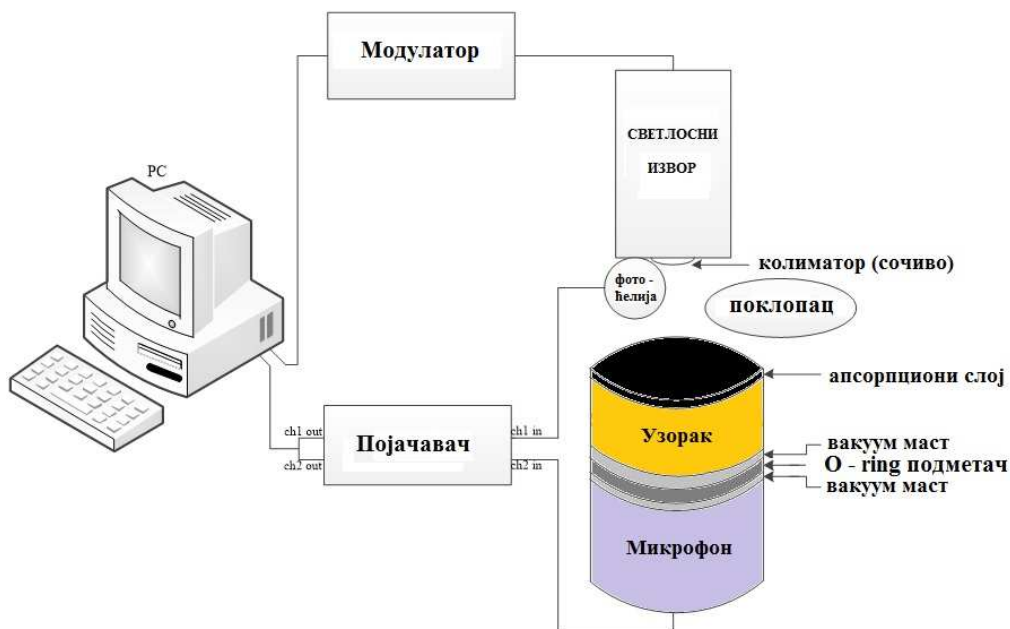 Модулатор
СВЕТЛОСНИ
ИЗВОР
PC
колиматор (сочиво)
фото -
ћелија
поклопац
апсорпциони слој
Узорак
ch1 out
Појачавач
ch1 in
ch2 out
ch2 in
вакуум маст
О - ring подметач
вакуум маст
Микрофон